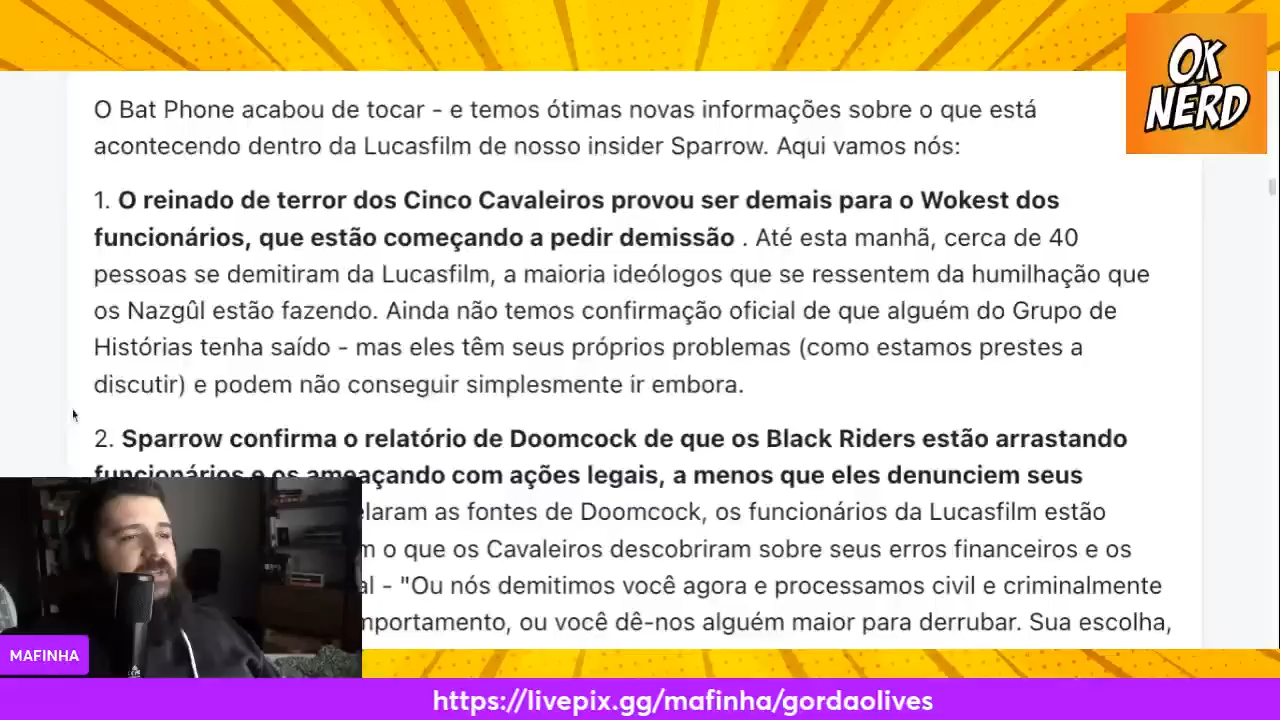 OK
NERD
O Bat Phone acabou de tocar - e temos ótimas novas informações sobre o que está
acontecendo dentro da Lucasfilm de nosso insider Sparrow. Aqui vamos nós:
1. O reinado de terror dos Cinco Cavaleiros provou ser demais para o Wokest dos
funcionários, que estão começando a pedir demissão . Até esta manhã, cerca de 40
pessoas se demitiram da Lucasfilm, a maioria ideólogos que se ressentem da humilhação que
os Nazgûl estão fazendo. Ainda não temos confirmação oficial de que alguém do Grupo de
Histórias tenha saído - mas eles têm seus próprios problemas (como estamos prestes a
discutir) e podem não conseguir simplesmente ir embora.
2. Sparrow confirma o relatório de Doomcock de que os Black Riders estão arrastando
funcionários e os ameaçando com ações legais, a menos que eles denunciem seus
elaram as fontes de Doomcock, os funcionários da Lucasfilm estão
m o que os Cavaleiros descobriram sobre seus erros financeiros e os
al - "Ou nós demitimos você agora e processamos civil e criminalmente
mportamento, ou você dê-nos alguém maior para derrubar. Sua escolha,
MAFINHA
https://livepix.gg/mafinha/gordaolives